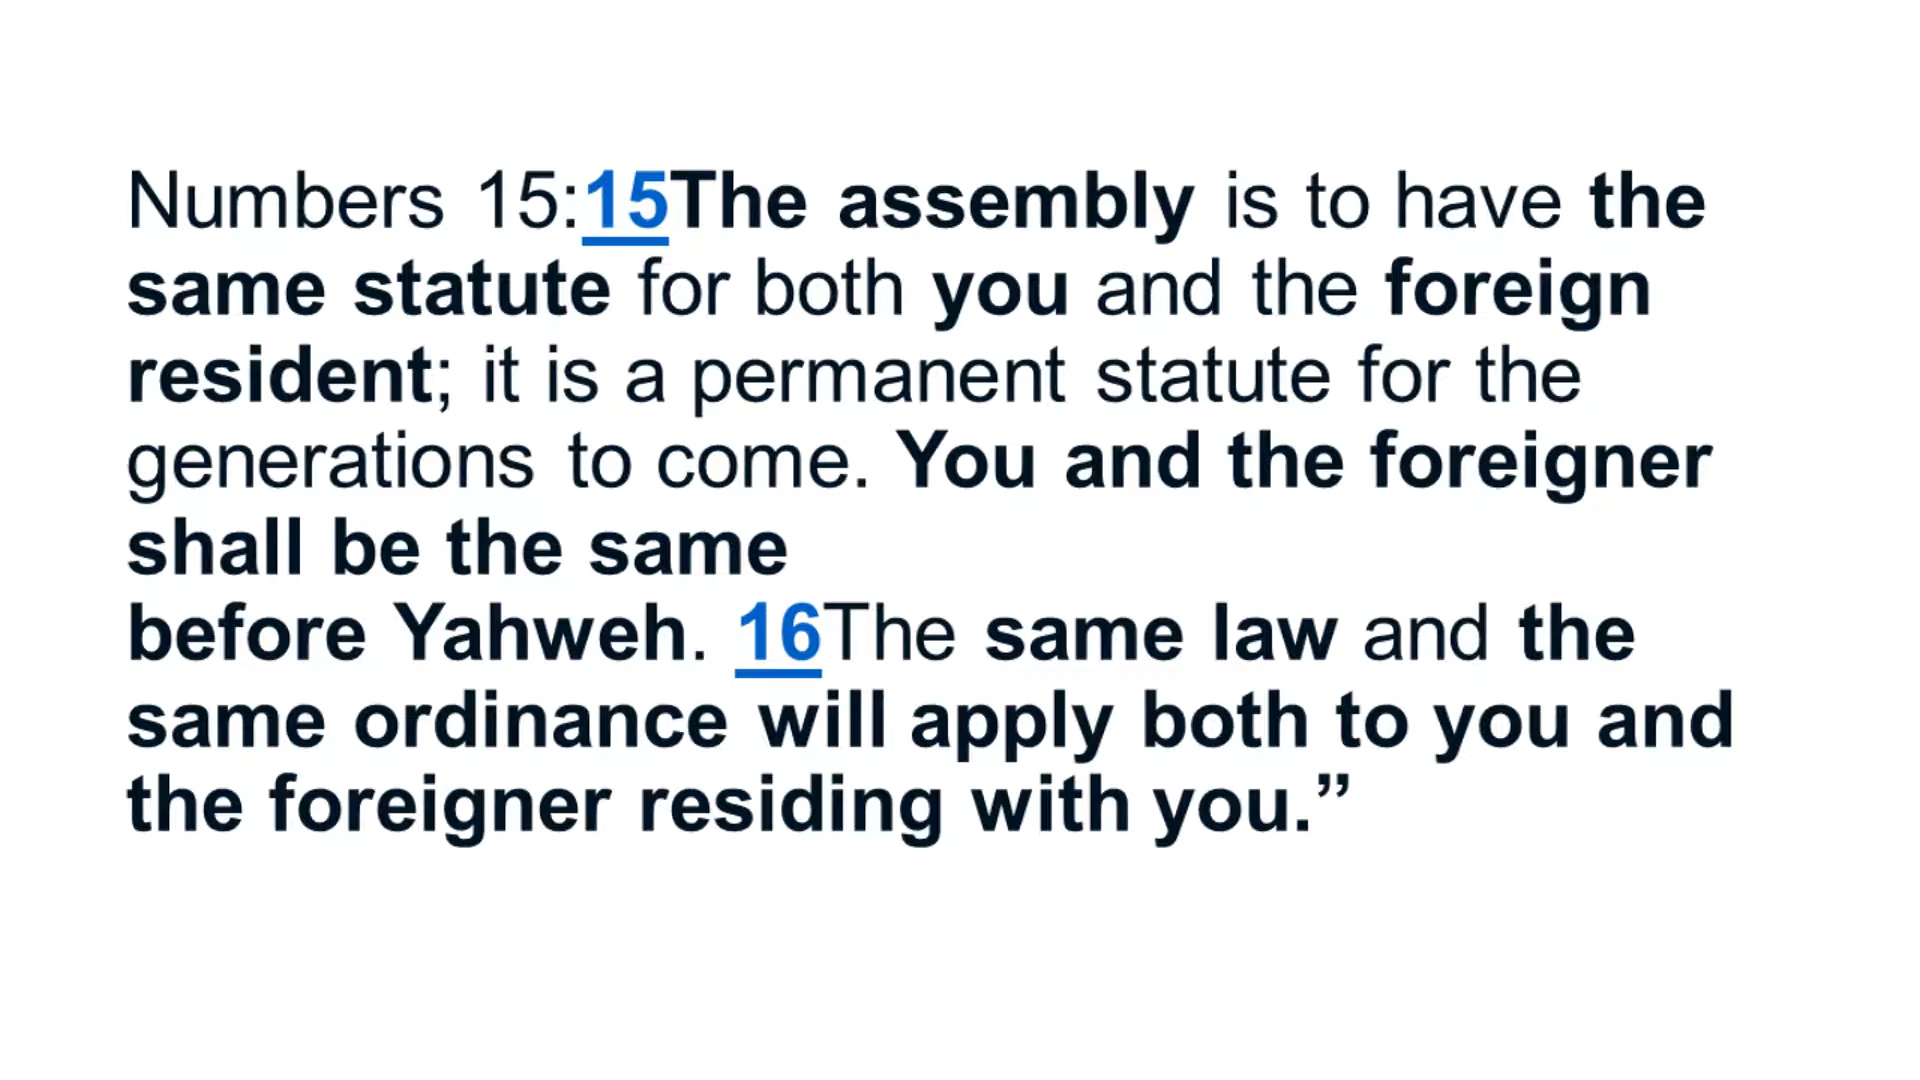 Numbers 15:15The assembly is to have the
same statute for both you and the foreign
resident; it is a permanent statute for the
generations to come. You and the foreigner
shall be the same
before Yahweh. 16The same law and the
same ordinance will apply both to you and
the foreigner residing with you.”